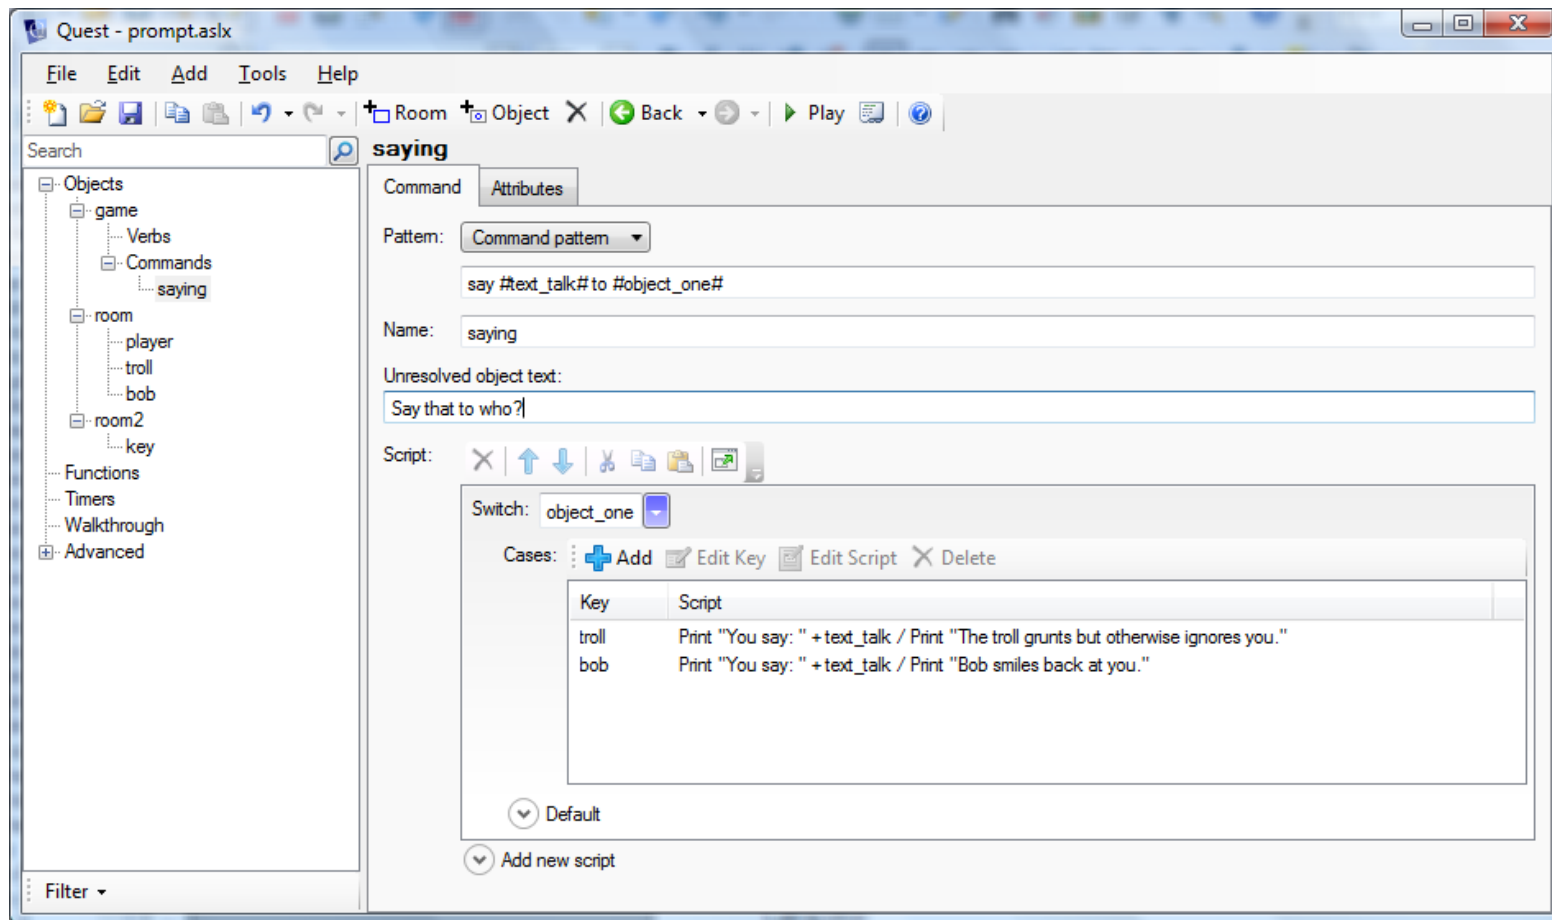 Quest - prompt.aslx
File Edit Add Tools Help
Room Object Back Play
Search
Objects
game
Verbs
Commands
saying
room
player
troll
bob
room2
key
Functions
Timers
Walkthrough
Advanced
Filter
saying
Command Attributes
Pattern: Command pattern
say #text_talk# to #object_one#
Name: saying
Unresolved object text:
Say that to who?
Script:
Switch: object_one
Cases: Add Edit Key Edit Script Delete
Key Script
troll Print "You say: " + text_talk / Print "The troll grunts but otherwise ignores you."
bob Print "You say: " + text_talk / Print "Bob smiles back at you."
Default
Add new script